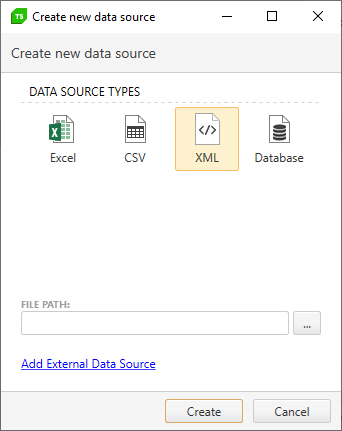 TS Create new data source
Create new data source
DATA SOURCE TYPES
Excel CSV XML Database
FILE PATH:
...
Add External Data Source
Create Cancel